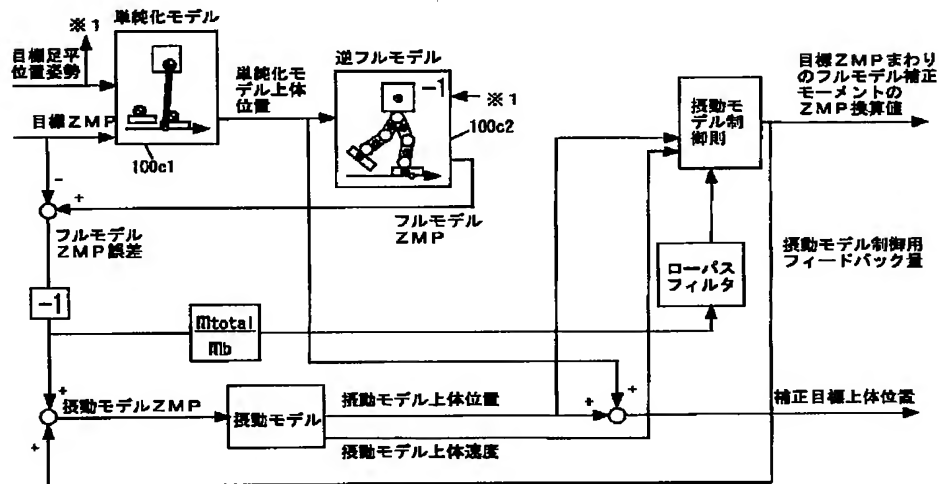 単純化モデル
※1
目標足平
位置姿勢
目標ZMP
100c1
単純化モ
デル上体
位置
逆フルモデル
-1
※1
100c2
摂動モ
デル制
御則
目標ZMPまわり
のフルモデル補正
モーメントの
ZMP換算値
-
+
フルモデル
ZMP誤差
フルモデル
ZMP
摂動モデル制御用
フィードバック量
ローパス
フィルタ
-1
mtotal
mb
+
+
摂動モデルZMP
摂動モデル
摂動モデル上体位置
摂動モデル上体速度
+
+
補正目標上体位置